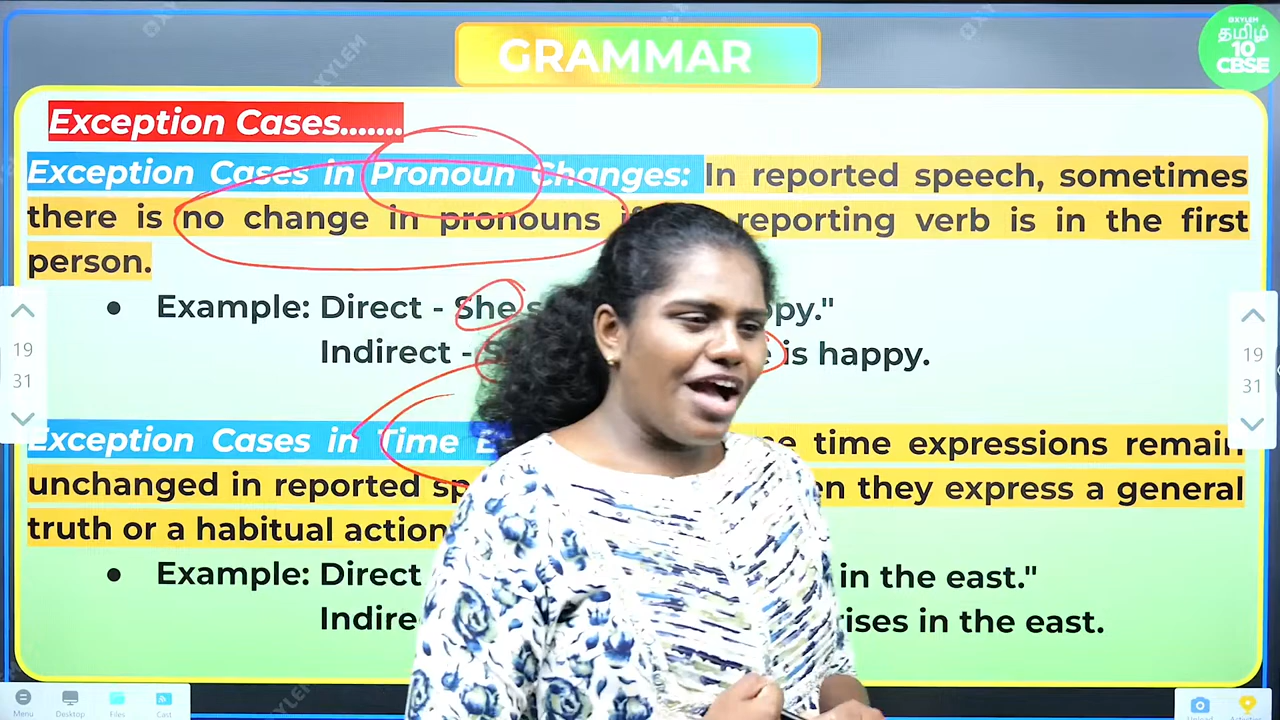 GRAMMAR
OXYLEM
தமிழ்
10
CBSE
OXYLEM
Exception Cases.......
Exception Cases in Pronoun Changes: In reported speech, sometimes
there is no change in pronouns reporting verb is in the first
person.
● Example: Direct - She
Indirect - is happy.
19
31
19
31
Exception Cases in Time time expressions remain
unchanged in reported they express a general
truth or a habitual action
● Example: Direct in the east."
rises in the east.
Menu
Desktop
Files
Cast